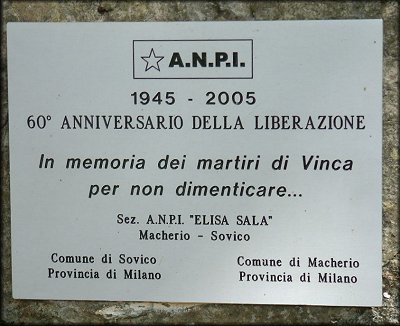 A.N.P.I.
1945 - 2005
60° ANNIVERSARIO DELLA LIBERAZIONE
In memoria dei martiri di Vinca
per non dimenticare...
Sez. A.N.P.I. "ELISA SALA"
Macherio - Sovico
Comune di Sovico
Provincia di Milano
Comune di Macherio
Provincia di Milano